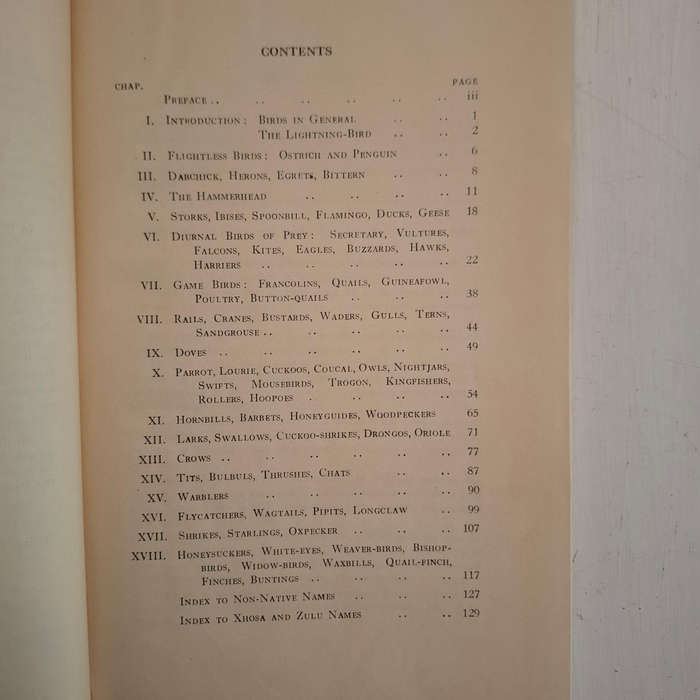 CONTENTS
CHAP. PAGE
PREFACE .. .. .. .. .. .. iii
I. INTRODUCTION: BIRDS IN GENERAL .. .. 1
THE LIGHTNING-BIRD .. .. 2
II. FLIGHTLESS BIRDS: OSTRICH AND PENGUIN .. 6
III. DABCHICK, HERONS, EGRETS, BITTERN .. .. 8
IV. THE HAMMERHEAD .. .. .. .. 11
V. STORKS, IBISES, SPOONBILL, FLAMINGO, DUCKS, GEESE 18
VI. DIURNAL BIRDS OF PREY: SECRETARY, VULTURES,
FALCONS, KITES, EAGLES, BUZZARDS, HAWKS,
HARRIERS .. .. .. .. .. 22
VII. GAME BIRDS: FRANCOLINS, QUAILS, GUINEAFOWL,
POULTRY, BUTTON-QUAILS .. .. .. 38
VIII. RAILS, CRANES, BUSTARDS, WADERS, GULLS, TERNS,
SANDGROUSE .. .. .. .. .. 44
IX. DOVES .. .. .. .. .. .. 49
X. PARROT, LOURIE, CUCKOOS, COUCAL, OWLS, NIGHTJARS,
SWIFTS, MOUSEBIRDS, TROGON, KINGFISHERS,
ROLLERS, HOOPOES . .. .. .. 54
XI. HORNBILLS, BARBETS, HONEYGUIDES, WOODPECKERS 65
XII. LARKS, SWALLOWS, CUCKOO-SHRIKES, DRONGOS, ORIOLE 71
XIII. CROWS .. .. .. .. .. .. 77
XIV. TITS, BULBULS, THRUSHES, CHATS .. .. 87
XV. WARBLERS .. .. .. .. .. 90
XVI. FLYCATCHERS, WAGTAILS, PIPITS, LONGCLAW .. 99
XVII. SHRIKES, STARLINGS, OXPECKER .. .. .. 107
XVIII. HONEYSUCKERS, WHITE-EYES, WEAVER-BIRDS, BISHOP-
BIRDS, WIDOW-BIRDS, WAXBILLS, QUAIL-FINCH,
FINCHES, BUNTINGS .. .. .. .. 117
INDEX TO NON-NATIVE NAMES .. .. .. 127
INDEX TO XHOSA AND ZULU NAMES .. .. 129